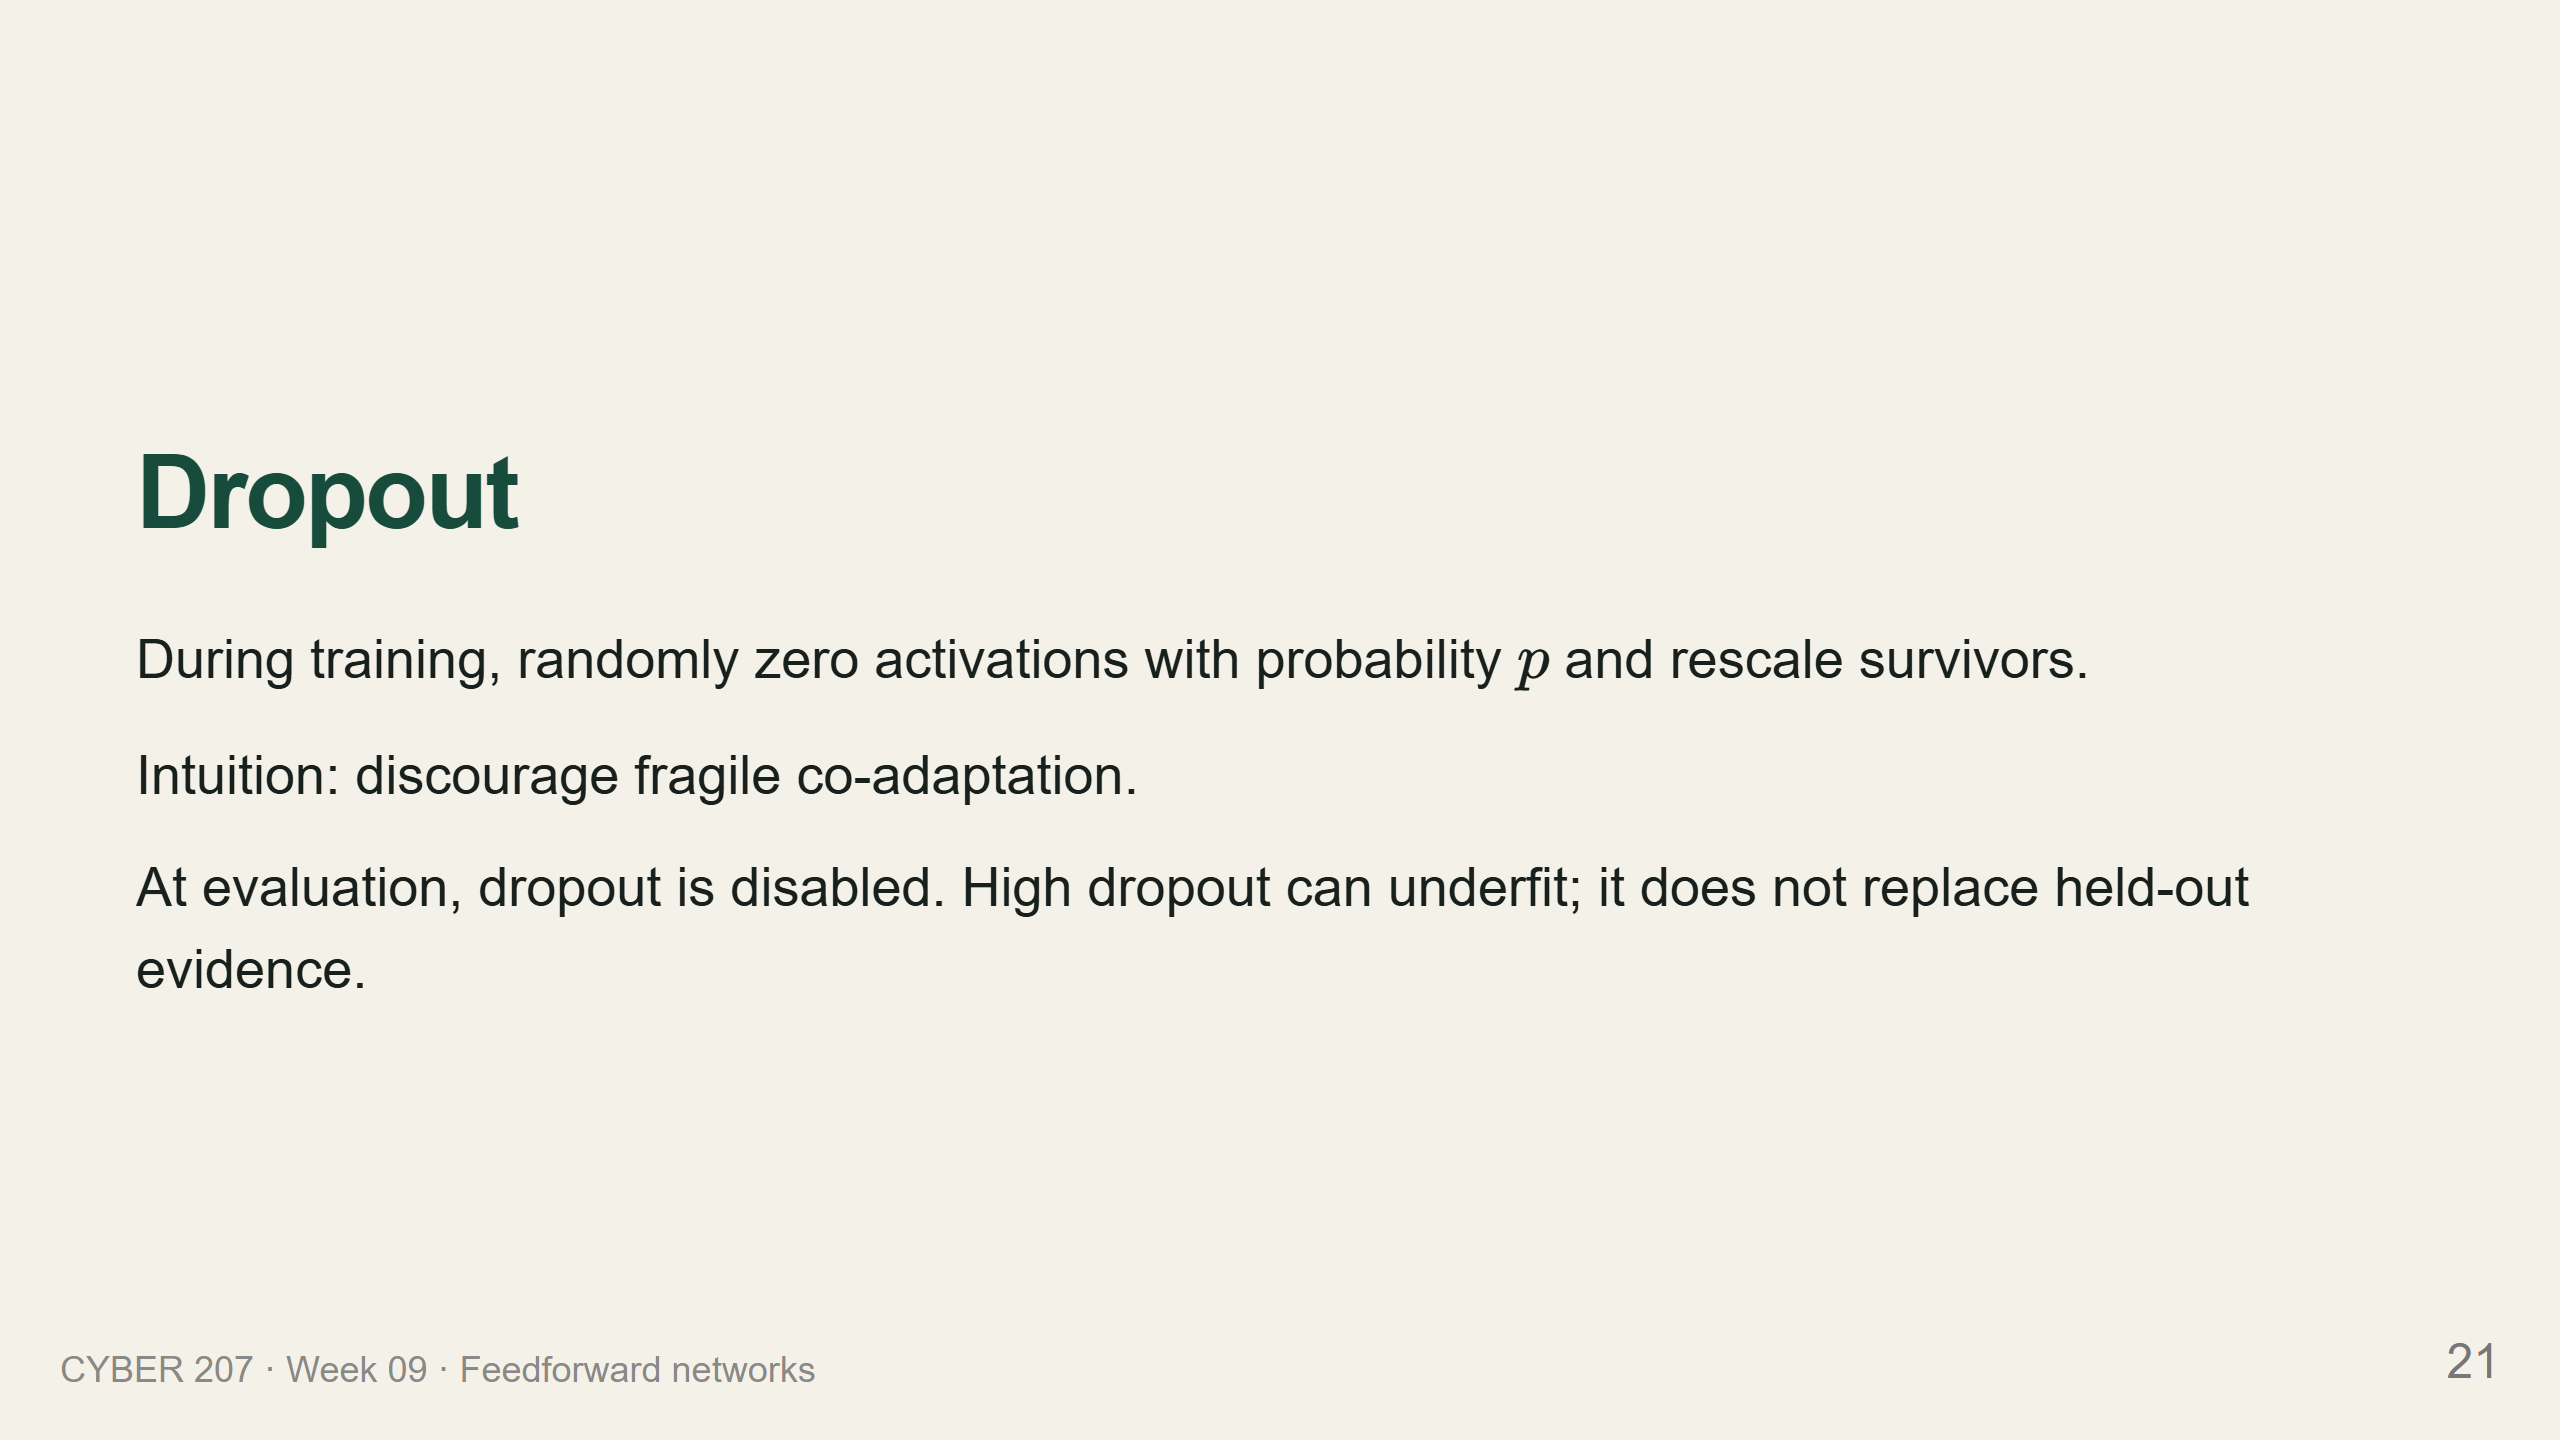 Dropout
During training, randomly zero activations with probability p and rescale survivors.
Intuition: discourage fragile co-adaptation.
At evaluation, dropout is disabled. High dropout can underfit; it does not replace held-out
evidence.
CYBER 207 · Week 09 · Feedforward networks
21